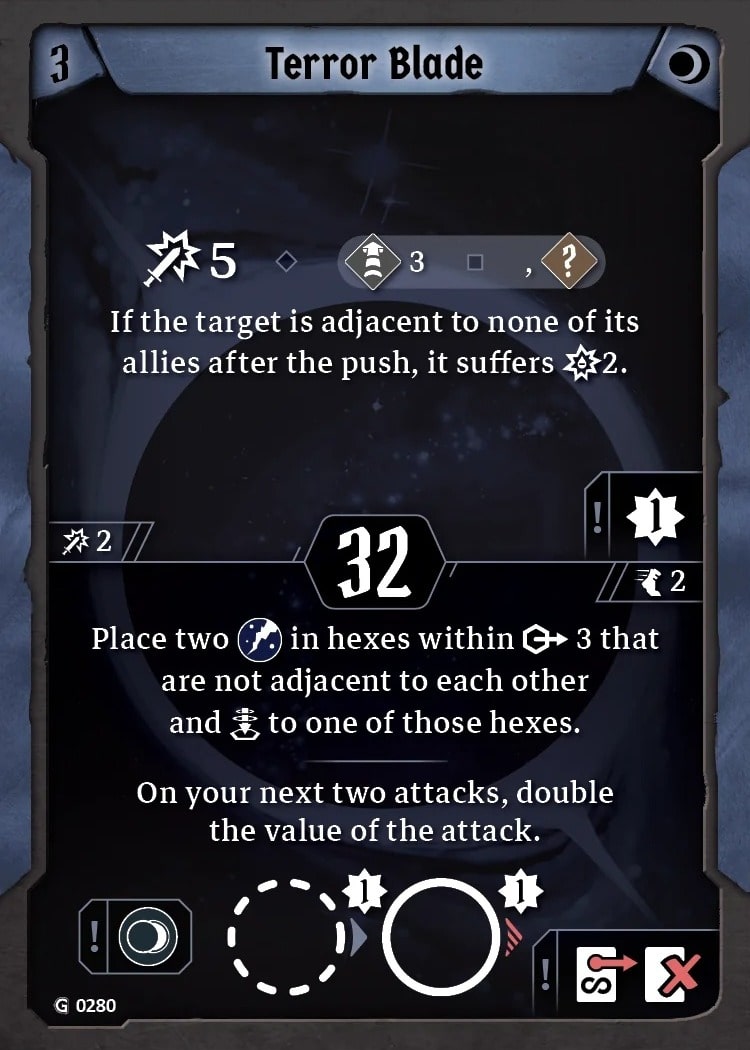 3 Terror Blade
5 3 , ?
If the target is adjacent to none of its
allies after the push, it suffers 2.
! 1
2 32 2
Place two in hexes within 3 that
are not adjacent to each other
and to one of those hexes.
On your next two attacks, double
the value of the attack.
1 1
! !
G 0280